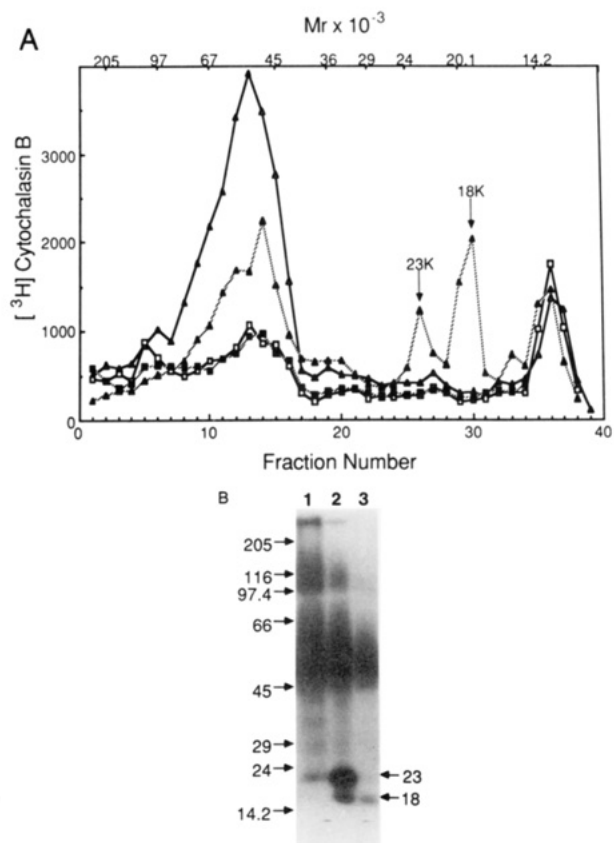 A
Mr x 10-3
205 97 67 45 36 29 24 20.1 14.2
[ 3H] Cytochalasin B
3000
2000
1000
0
18K
23K
0 10 20 30 40
Fraction Number
B
1 2 3
205
116
97.4
66
45
29
24
14.2
23
18